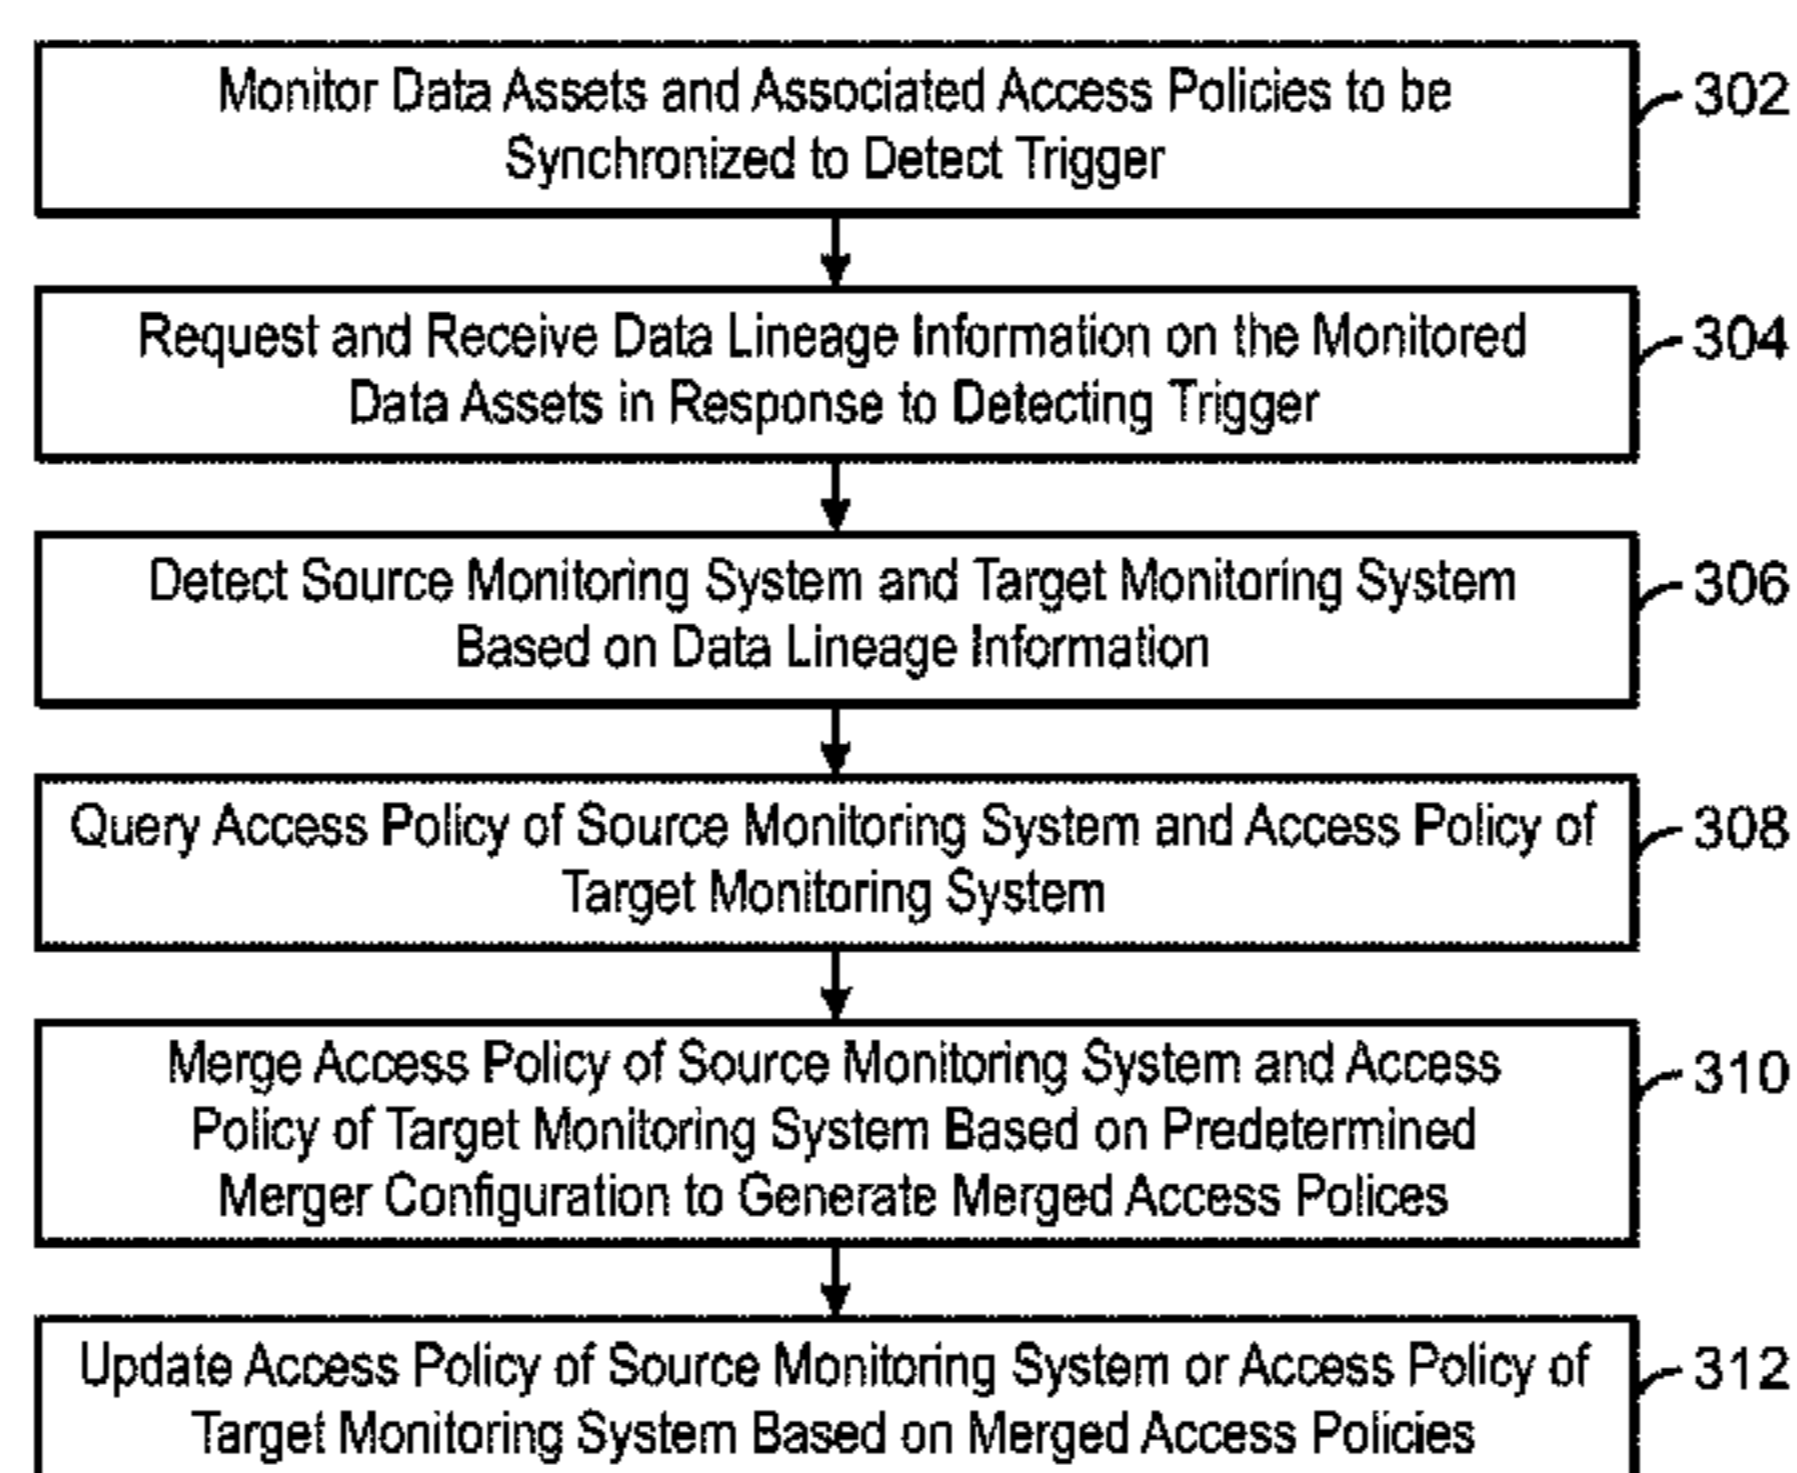 Monitor Data Assets and Associated Access Policies to be
Synchronized to Detect Trigger
302
Request and Receive Data Lineage Information on the Monitored
Data Assets in Response to Detecting Trigger
304
Detect Source Monitoring System and Target Monitoring System
Based on Data Lineage Information
306
Query Access Policy of Source Monitoring System and Access Policy of
Target Monitoring System
308
Merge Access Policy of Source Monitoring System and Access
Policy of Target Monitoring System Based on Predetermined
Merger Configuration to Generate Merged Access Polices
310
Update Access Policy of Source Monitoring System or Access Policy of
Target Monitoring System Based on Merged Access Policies
312